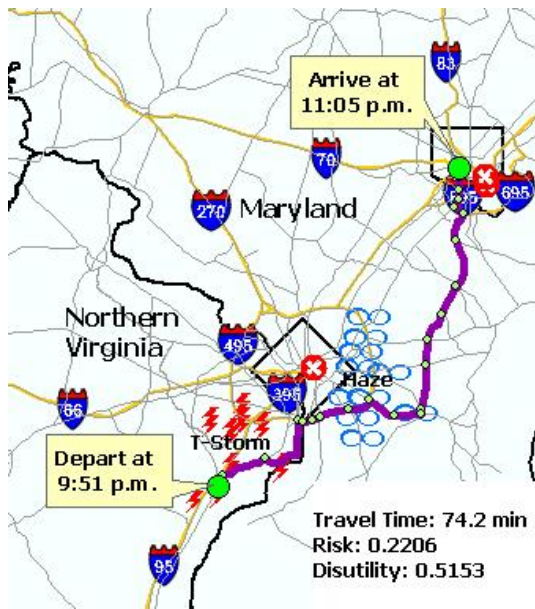 83
Arrive at
11:05 p.m.
70
695
270
Maryland
Northern
Virginia
495
Haze
395
66
T-Storm
Depart at
9:51 p.m.
95
Travel Time: 74.2 min
Risk: 0.2206
Disutility: 0.5153